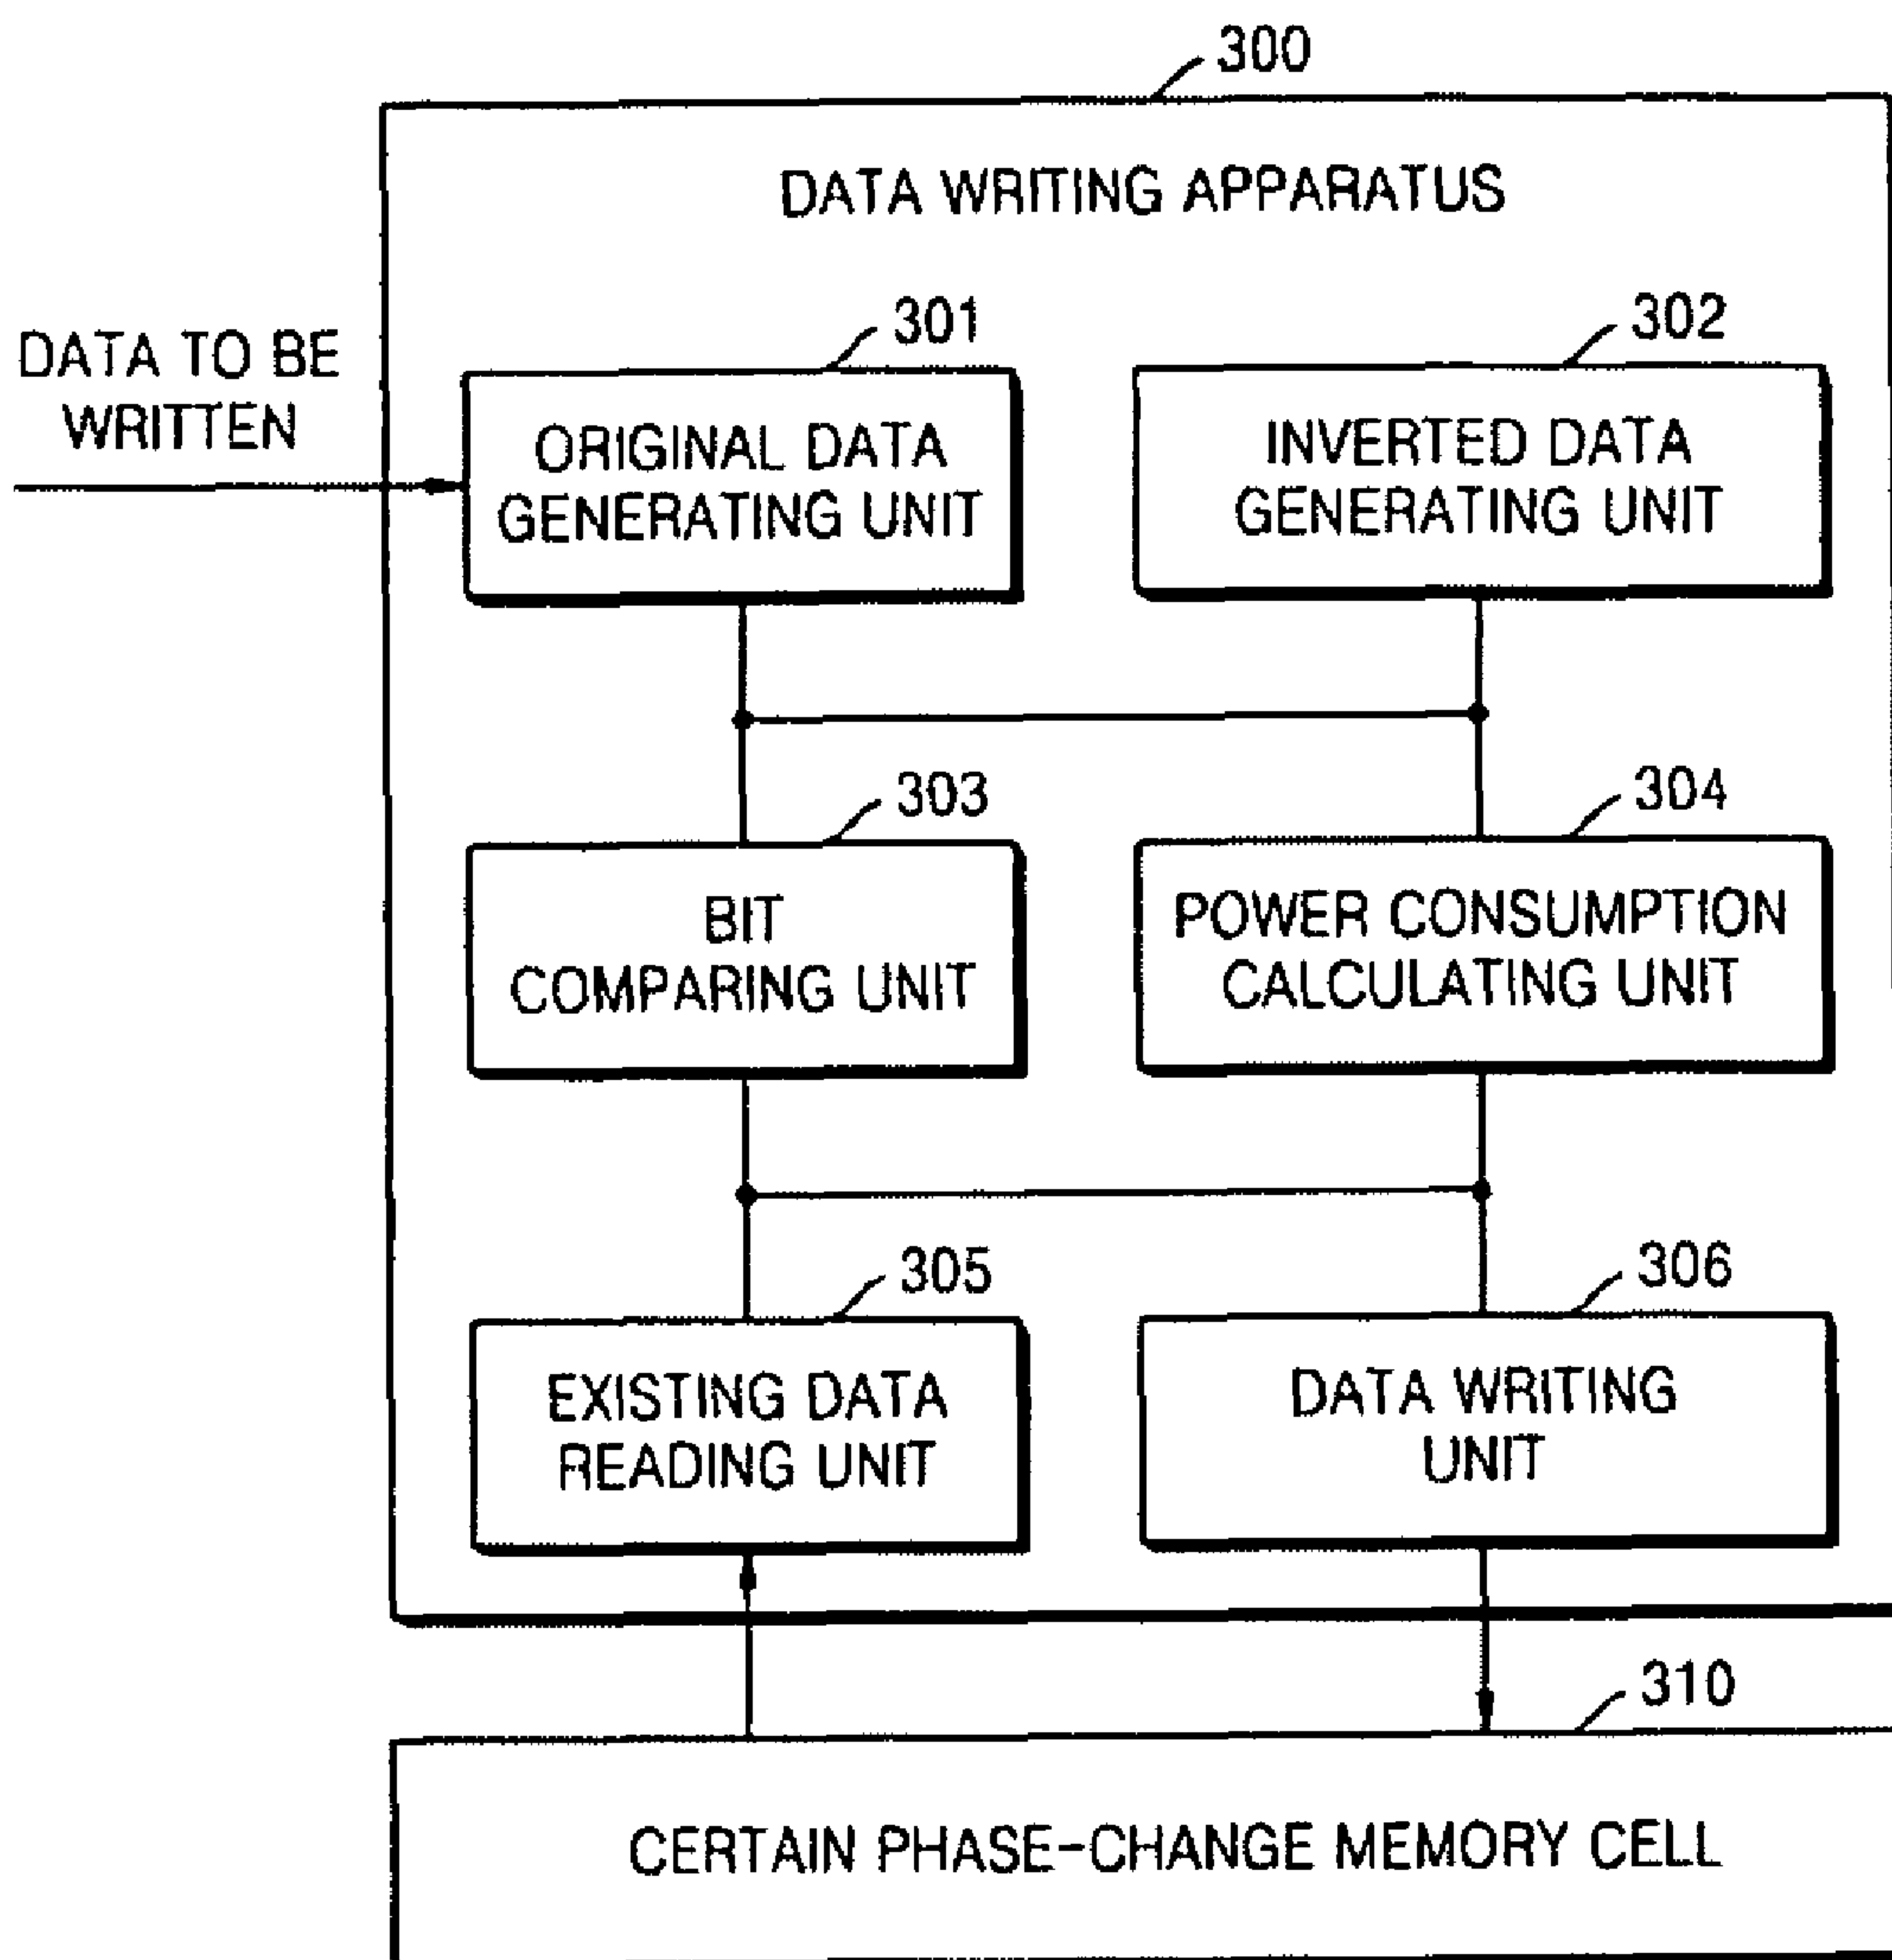 300
DATA WRITING APPARATUS
DATA TO BE
WRITTEN
301
ORIGINAL DATA
GENERATING UNIT
302
INVERTED DATA
GENERATING UNIT
303
BIT
COMPARING UNIT
304
POWER CONSUMPTION
CALCULATING UNIT
305
EXISTING DATA
READING UNIT
306
DATA WRITING
UNIT
310
CERTAIN PHASE-CHANGE MEMORY CELL